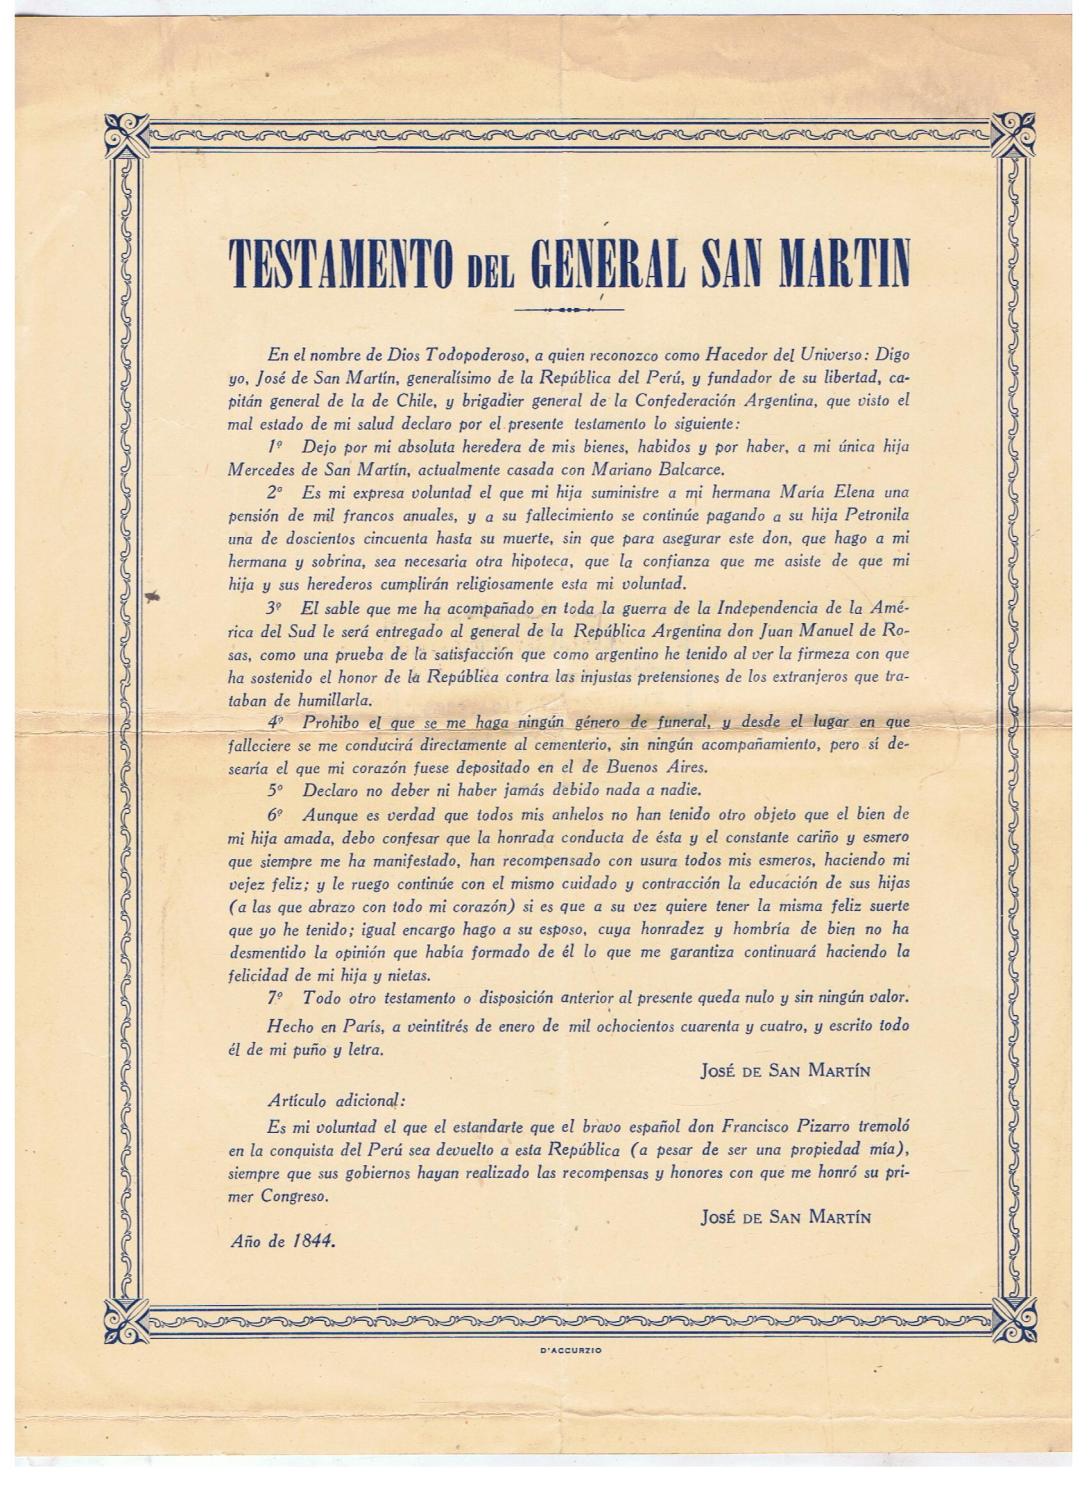 TESTAMENTO DEL GENERAL SAN MARTIN
En el nombre de Dios Todopoderoso, a quien reconozco como Hacedor del Universo: Digo
yo, José de San Martín, generalísimo de la República del Perú, y fundador de su libertad, ca-
pitán general de la de Chile, y brigadier general de la Confederación Argentina, que visto el
mal estado de mi salud declaro por el presente testamento lo siguiente:
1º Dejo por mi absoluta heredera de mis bienes, habidos y por haber, a mi única hija
Mercedes de San Martín, actualmente casada con Mariano Balcarce.
2º Es mi expresa voluntad el que mi hija suministre a mi hermana María Elena una
pensión de mil francos anuales, y a su fallecimiento se continúe pagando a su hija Petronila
una de doscientos cincuenta hasta su muerte, sin que para asegurar este don, que hago a mi
hermana y sobrina, sea necesaria otra hipoteca, que la confianza que me asiste de que mi
hija y sus herederos cumplirán religiosamente esta mi voluntad.
3º El sable que me ha acompañado en toda la guerra de la Independencia de la Amé-
rica del Sud le será entregado al general de la República Argentina don Juan Manuel de Ro-
sas, como una prueba de la satisfacción que como argentino he tenido al ver la firmeza con que
ha sostenido el honor de la República contra las injustas pretensiones de los extranjeros que tra-
taban de humillarla.
4º Prohibo el que se me haga ningún género de funeral, y desde el lugar en que
falleciere se me conducirá directamente al cementerio, sin ningún acompañamiento, pero sí de-
searía el que mi corazón fuese depositado en el de Buenos Aires.
5º Declaro no deber ni haber jamás debido nada a nadie.
6º Aunque es verdad que todos mis anhelos no han tenido otro objeto que el bien de
mi hija amada, debo confesar que la honrada conducta de ésta y el constante cariño y esmero
que siempre me ha manifestado, han recompensado con usura todos mis esmeros, haciendo mi
vejez feliz; y le ruego continúe con el mismo cuidado y contracción la educación de sus hijas
(a las que abrazo con todo mi corazón) si es que a su vez quiere tener la misma feliz suerte
que yo he tenido; igual encargo hago a su esposo, cuya honradez y hombría de bien no ha
desmentido la opinión que había formado de él lo que me garantiza continuará haciendo la
felicidad de mi hija y nietas.
7º Todo otro testamento o disposición anterior al presente queda nulo y sin ningún valor.
Hecho en París, a veintitrés de enero de mil ochocientos cuarenta y cuatro, y escrito todo
él de mi puño y letra.
JOSÉ DE SAN MARTÍN
Artículo adicional:
Es mi voluntad el que el estandarte que el bravo español don Francisco Pizarro tremoló
en la conquista del Perú sea devuelto a esta República (a pesar de ser una propiedad mía),
siempre que sus gobiernos hayan realizado las recompensas y honores con que me honró su pri-
mer Congreso.
JOSÉ DE SAN MARTÍN
Año de 1844.
D'ACCURZIO